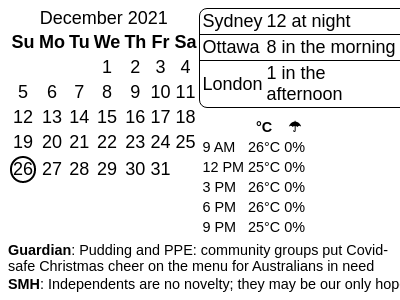 December 2021
Su Mo Tu We Th Fr Sa
1 2 3 4
5 6 7 8 9 10 11
12 13 14 15 16 17 18
19 20 21 22 23 24 25
26 27 28 29 30 31
Sydney 12 at night
Ottawa 8 in the morning
London 1 in the
afternoon
°C ☂
9 AM 26°C 0%
12 PM 25°C 0%
3 PM 26°C 0%
6 PM 26°C 0%
9 PM 25°C 0%
Guardian: Pudding and PPE: community groups put Covid-
safe Christmas cheer on the menu for Australians in need
SMH: Independents are no novelty; they may be our only hop